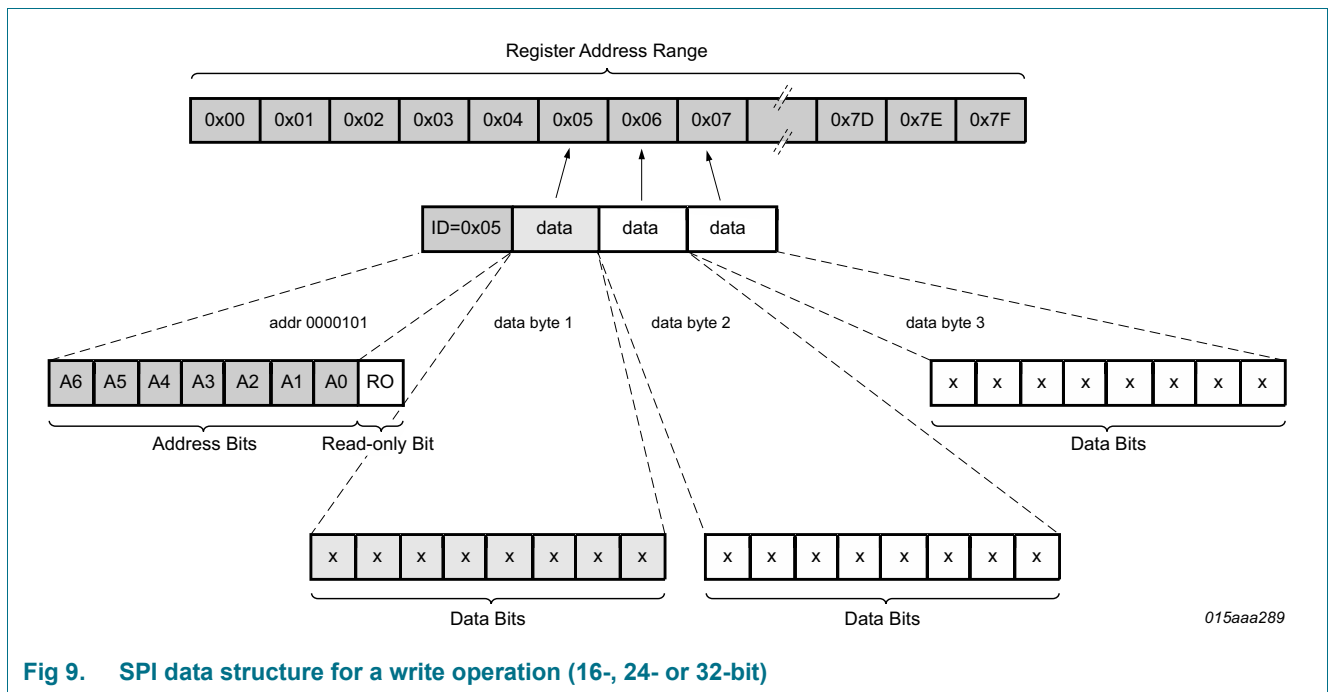 Register Address Range
0x00 0x01 0x02 0x03 0x04 0x05 0x06 0x07 0x7D 0x7E 0x7F
ID=0x05 data data data
addr 0000101 data byte 1 data byte 2 data byte 3
A6 A5 A4 A3 A2 A1 A0 RO x x x x x x x x
Address Bits Read-only Bit Data Bits
x x x x x x x x x x x x x x x x
Data Bits Data Bits 015aaa289
Fig 9. SPI data structure for a write operation (16-, 24- or 32-bit)